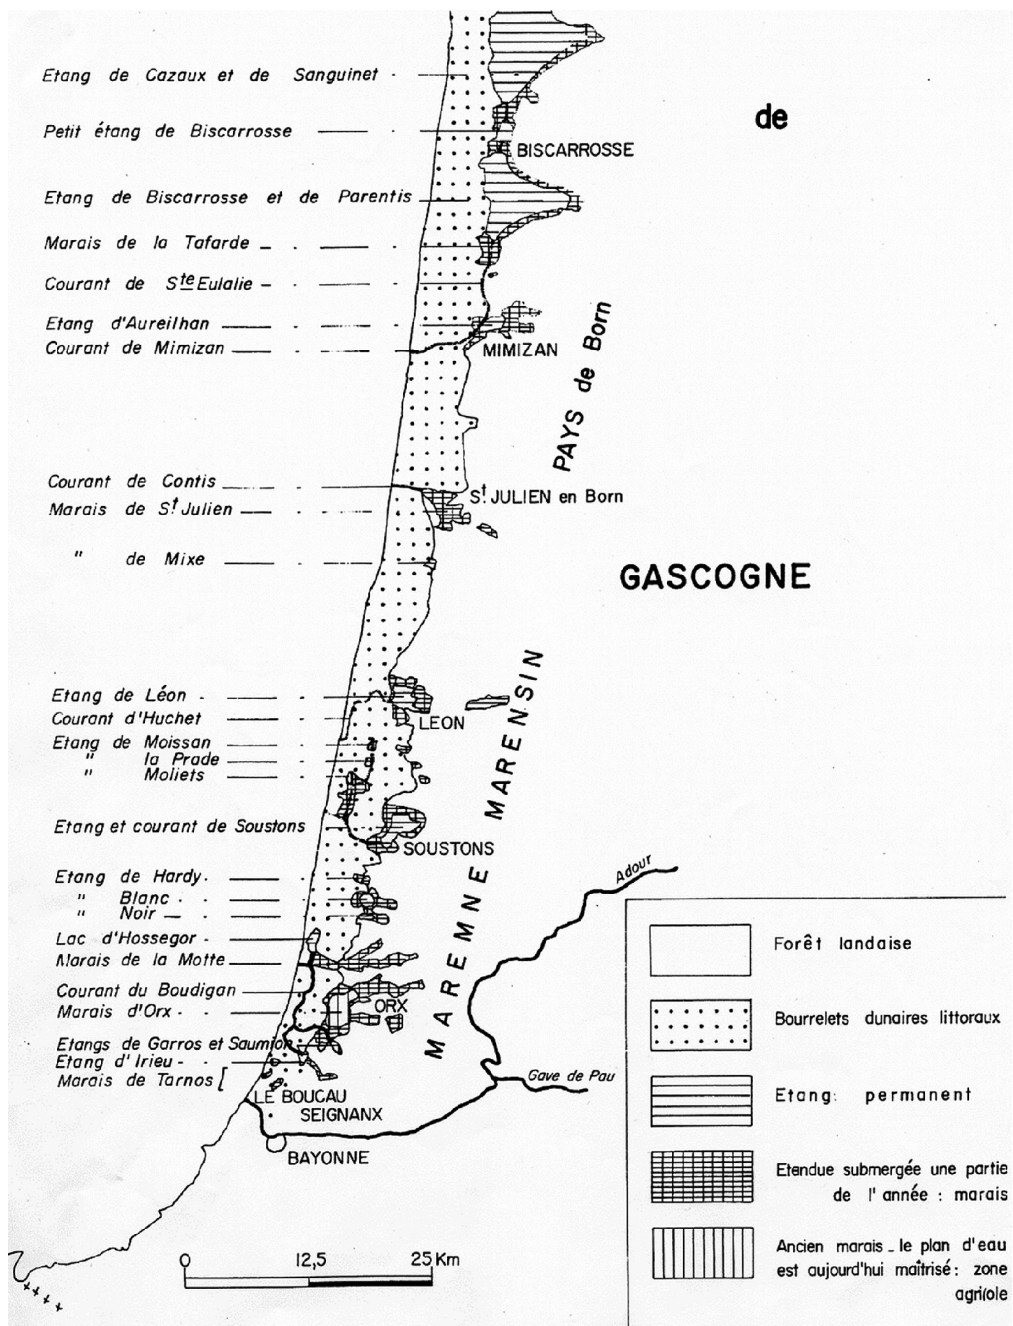 Etang de Cazaux et de Sanguinet
de
Petit étang de Biscarrosse
BISCARROSSE
Etang de Biscarrosse et de Parentis
Marais de la Tafarde
Courant de Ste Eulalie
Etang d'Aureilhan
Courant de Mimizan
MIMIZAN
PAYS de Born
Courant de Contis
Marais de St Julien
St JULIEN en Born
" de Mixe
GASCOGNE
Etang de Léon
Courant d'Huchet
LEON
Etang de Moissan
" la Prade
" Moliets
MAREMNE MARENSIN
Etang et courant de Soustons
SOUSTONS
Etang de Hardy
" Blanc
" Noir
Adour
Lac d'Hossegor
Marais de la Motte
Courant du Boudigan
Marais d'Orx
ORX
Etangs de Garros et Saumion
Etang d'Irieu
Marais de Tarnos
Gave de Pau
LE BOUCAU
SEIGNANX
BAYONNE
0 12,5 25 Km
Forêt landaise
Bourrelets dunaires littoraux
Etang: permanent
Etendue submergée une partie
de l'année : marais
Ancien marais - le plan d'eau
est aujourd'hui maîtrisé : zone
agricole